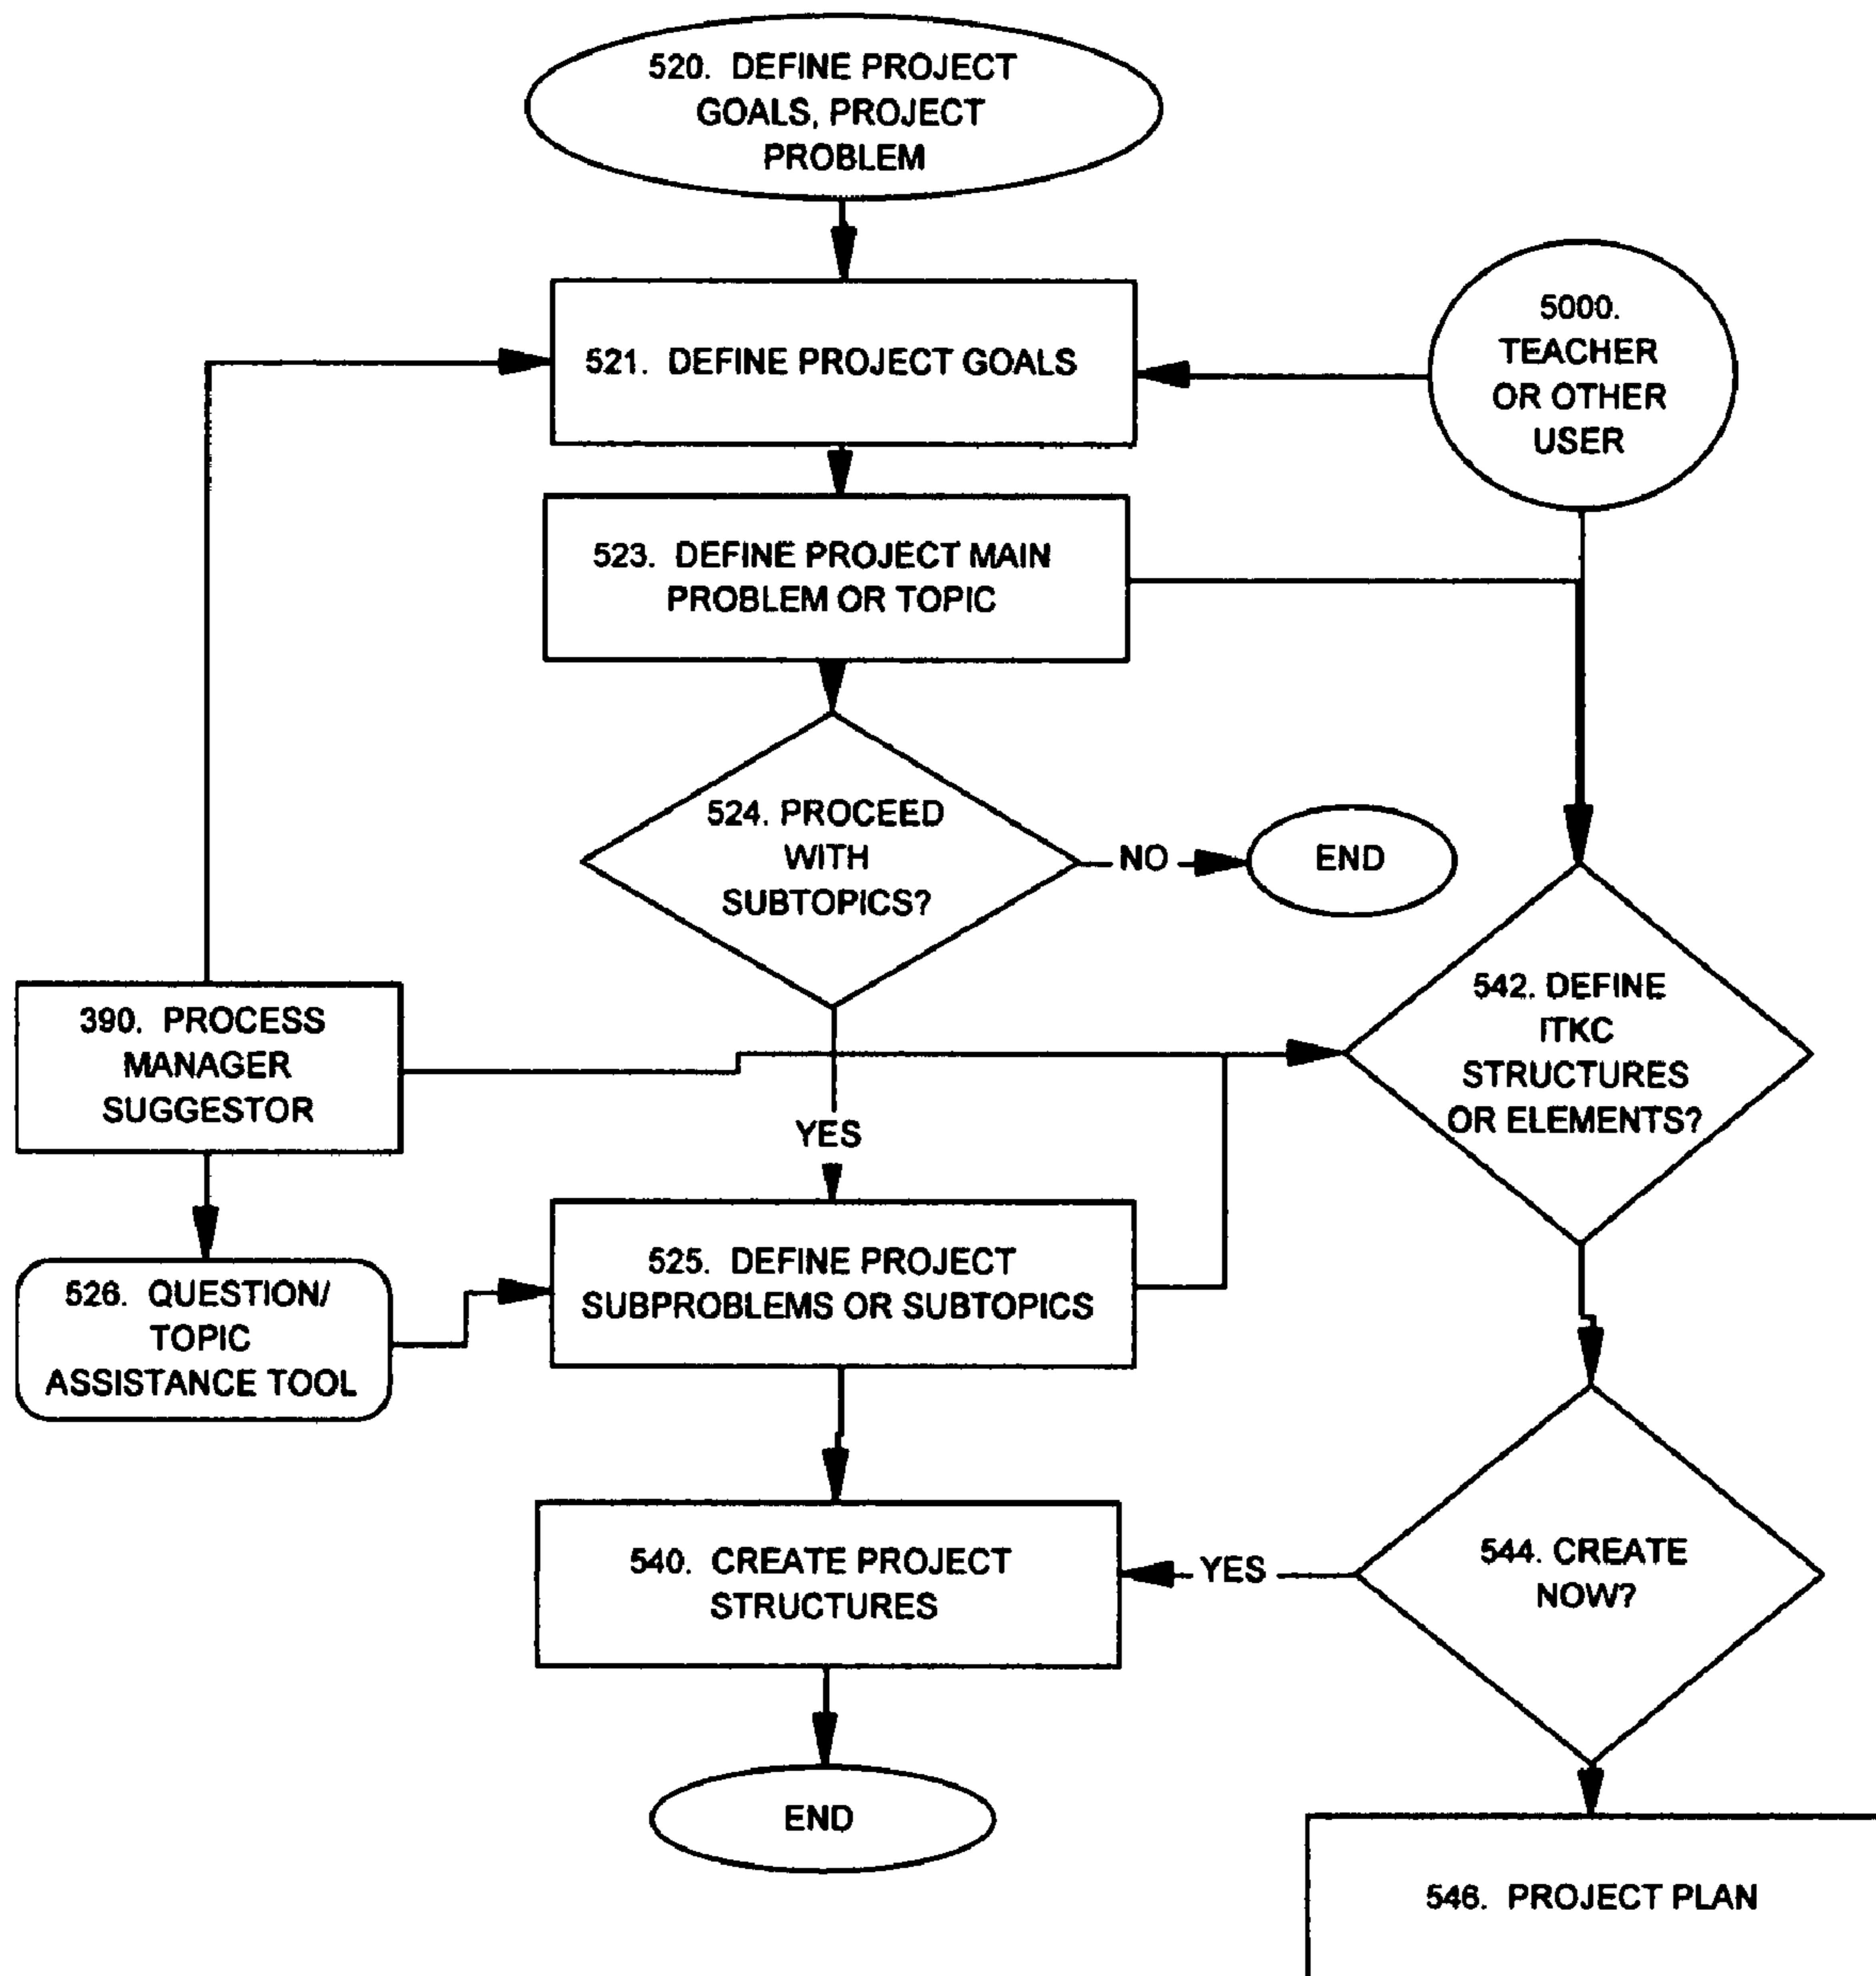 520. DEFINE PROJECT
GOALS, PROJECT
PROBLEM
521. DEFINE PROJECT GOALS
5000.
TEACHER
OR OTHER
USER
523. DEFINE PROJECT MAIN
PROBLEM OR TOPIC
524. PROCEED
WITH
SUBTOPICS?
NO
END
542. DEFINE
ITKC
STRUCTURES
OR ELEMENTS?
390. PROCESS
MANAGER
SUGGESTOR
YES
526. QUESTION/
TOPIC
ASSISTANCE TOOL
525. DEFINE PROJECT
SUBPROBLEMS OR SUBTOPICS
540. CREATE PROJECT
STRUCTURES
YES
544. CREATE
NOW?
END
546. PROJECT PLAN